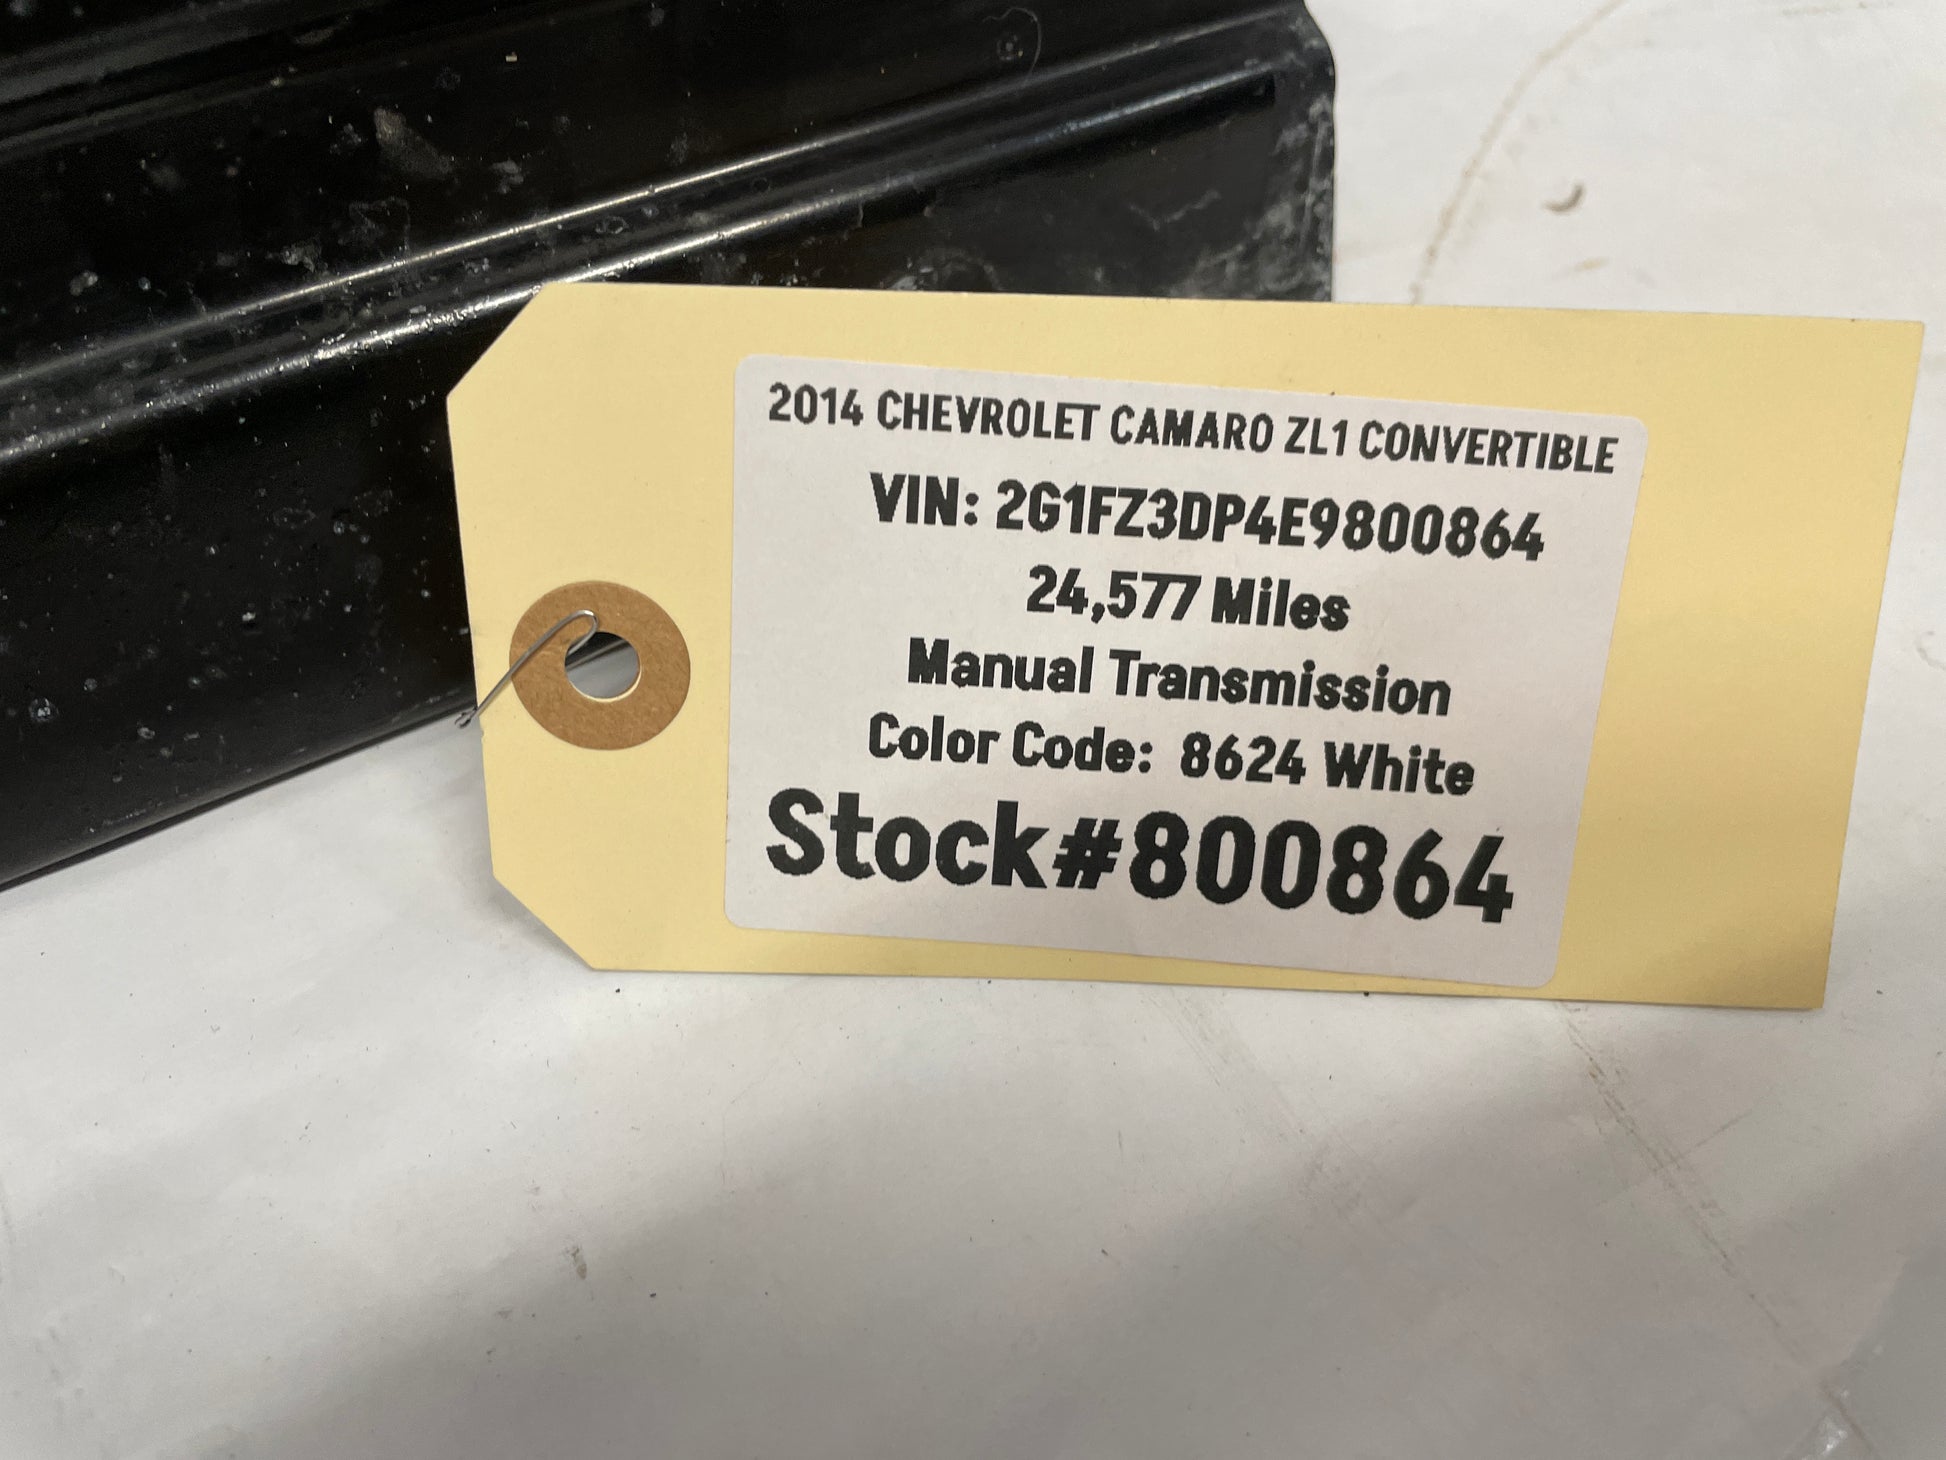 2014 CHEVROLET CAMARO ZL1 CONVERTIBLE
VIN: 2G1FZ3DP4E9800864
24,577 Miles
Manual Transmission
Color Code: 8624 White
Stock#800864